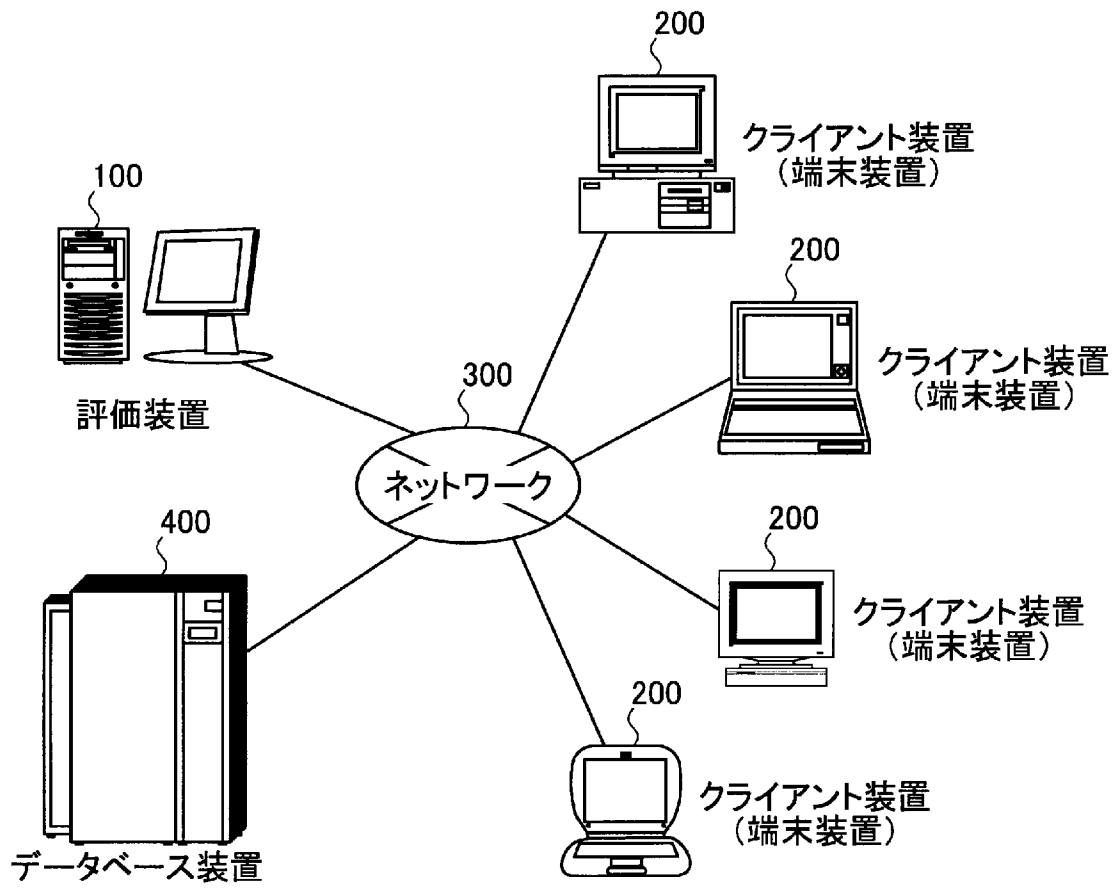 200
クライアント装置
(端末装置)
100
評価装置
200
クライアント装置
(端末装置)
300
ネットワーク
400
データベース装置
200
クライアント装置
(端末装置)
200
クライアント装置
(端末装置)